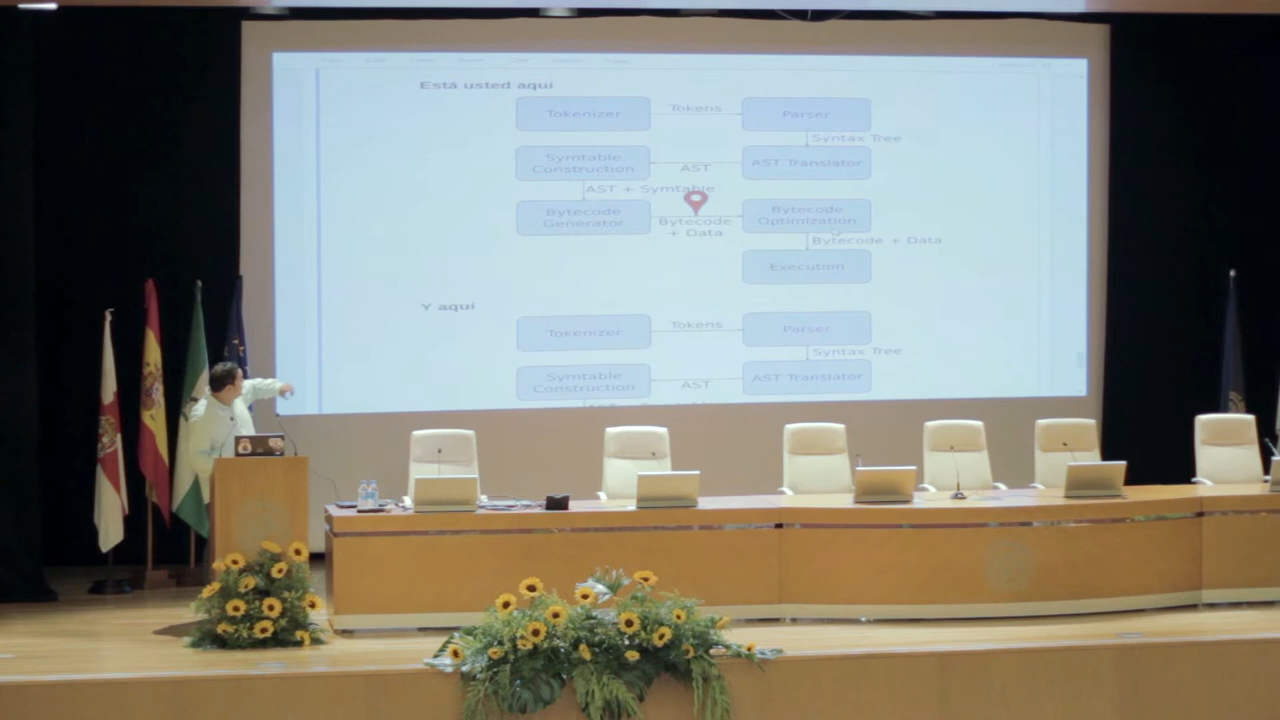 Está usted aquí
Tokenizer
Tokens
Parser
Syntax Tree
Symtable
Construction
AST
AST Translator
AST + Symtable
Bytecode
Generator
Bytecode
+ Data
Bytecode
Optimization
Bytecode + Data
Execution
Y aquí
Tokenizer
Tokens
Parser
Syntax Tree
Symtable
Construction
AST
AST Translator